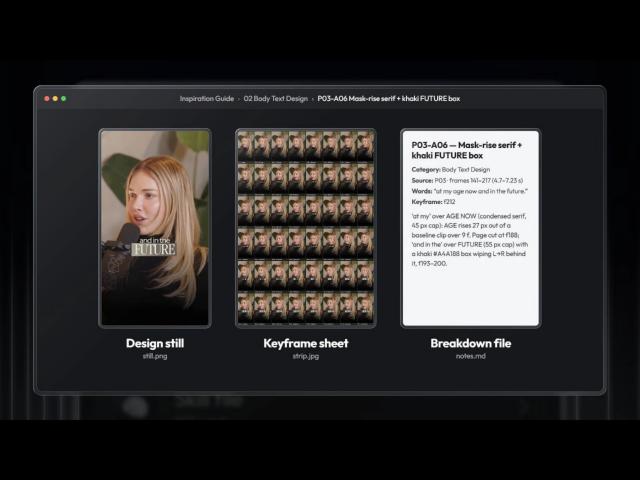 Inspiration Guide › 02 Body Text Design › P03-A06 Mask-rise serif + khaki FUTURE box
and in the
FUTURE
P03-A06 — Mask-rise serif +
khaki FUTURE box
Category: Body Text Design
Source: P03 · frames 141–217 (4.7–7.23 s)
Words: "at my age now and in the future."
Keyframe: f212
'at my' over AGE NOW (condensed serif,
45 px cap): AGE rises 27 px out of a
baseline clip over 9 f. Page cut at f188;
'and in the' over FUTURE (55 px cap) with
a khaki #A4A188 box wiping L→R behind
it, f193–200.
Design still
still.png
Keyframe sheet
strip.jpg
Breakdown file
notes.md
Skill file